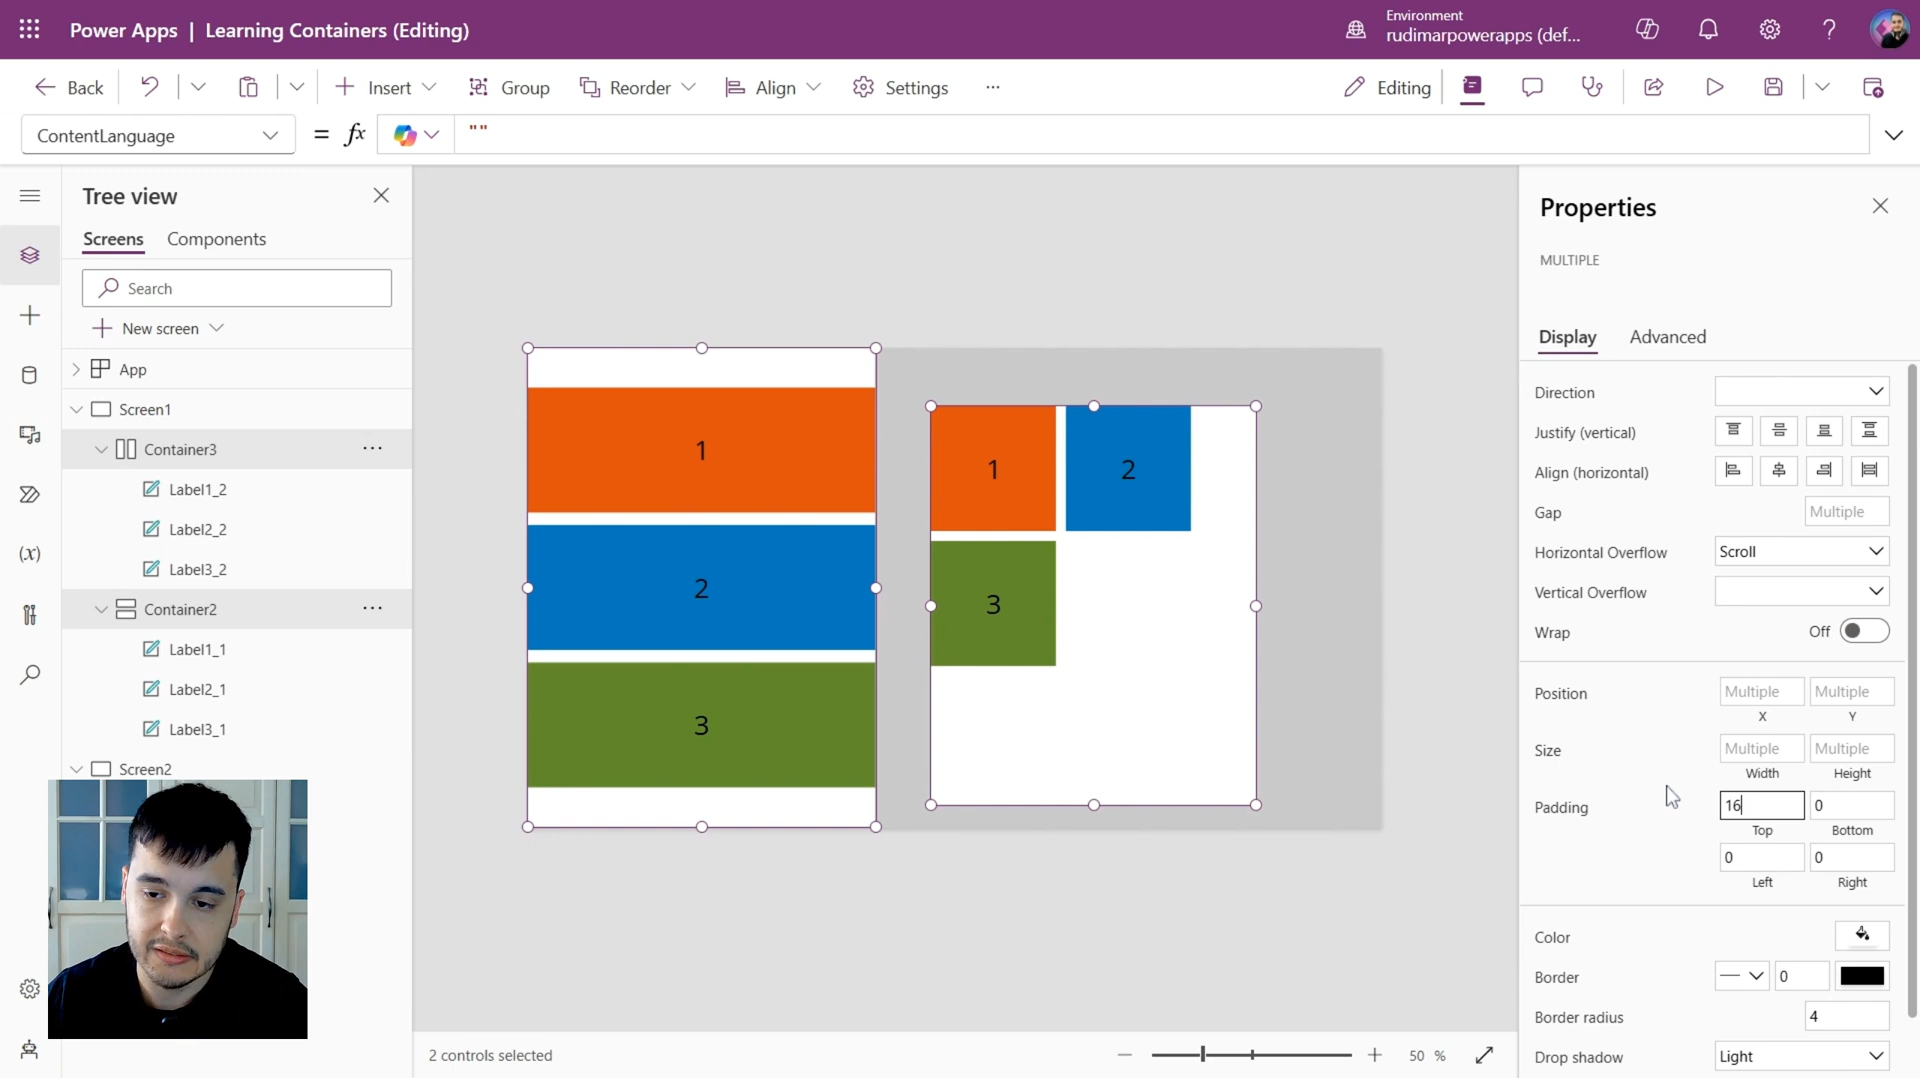 Power Apps | Learning Containers (Editing)
Environment
rudimarpowerapps (def...
Back
Insert
Group
Reorder
Align
Settings
...
Editing
ContentLanguage
= fx
""
Tree view
Screens
Components
Search
New screen
App
Screen1
Container3
Label1_2
Label2_2
Label3_2
Container2
Label1_1
Label2_1
Label3_1
Screen2
(x)
1
2
3
1
2
3
2 controls selected
50 %
Properties
MULTIPLE
Display
Advanced
Direction
Justify (vertical)
Align (horizontal)
Gap
Multiple
Horizontal Overflow
Scroll
Vertical Overflow
Wrap
Off
Position
Multiple
Multiple
X
Y
Size
Multiple
Multiple
Width
Height
Padding
16
0
Top
Bottom
0
0
Left
Right
Color
Border
0
Border radius
4
Drop shadow
Light